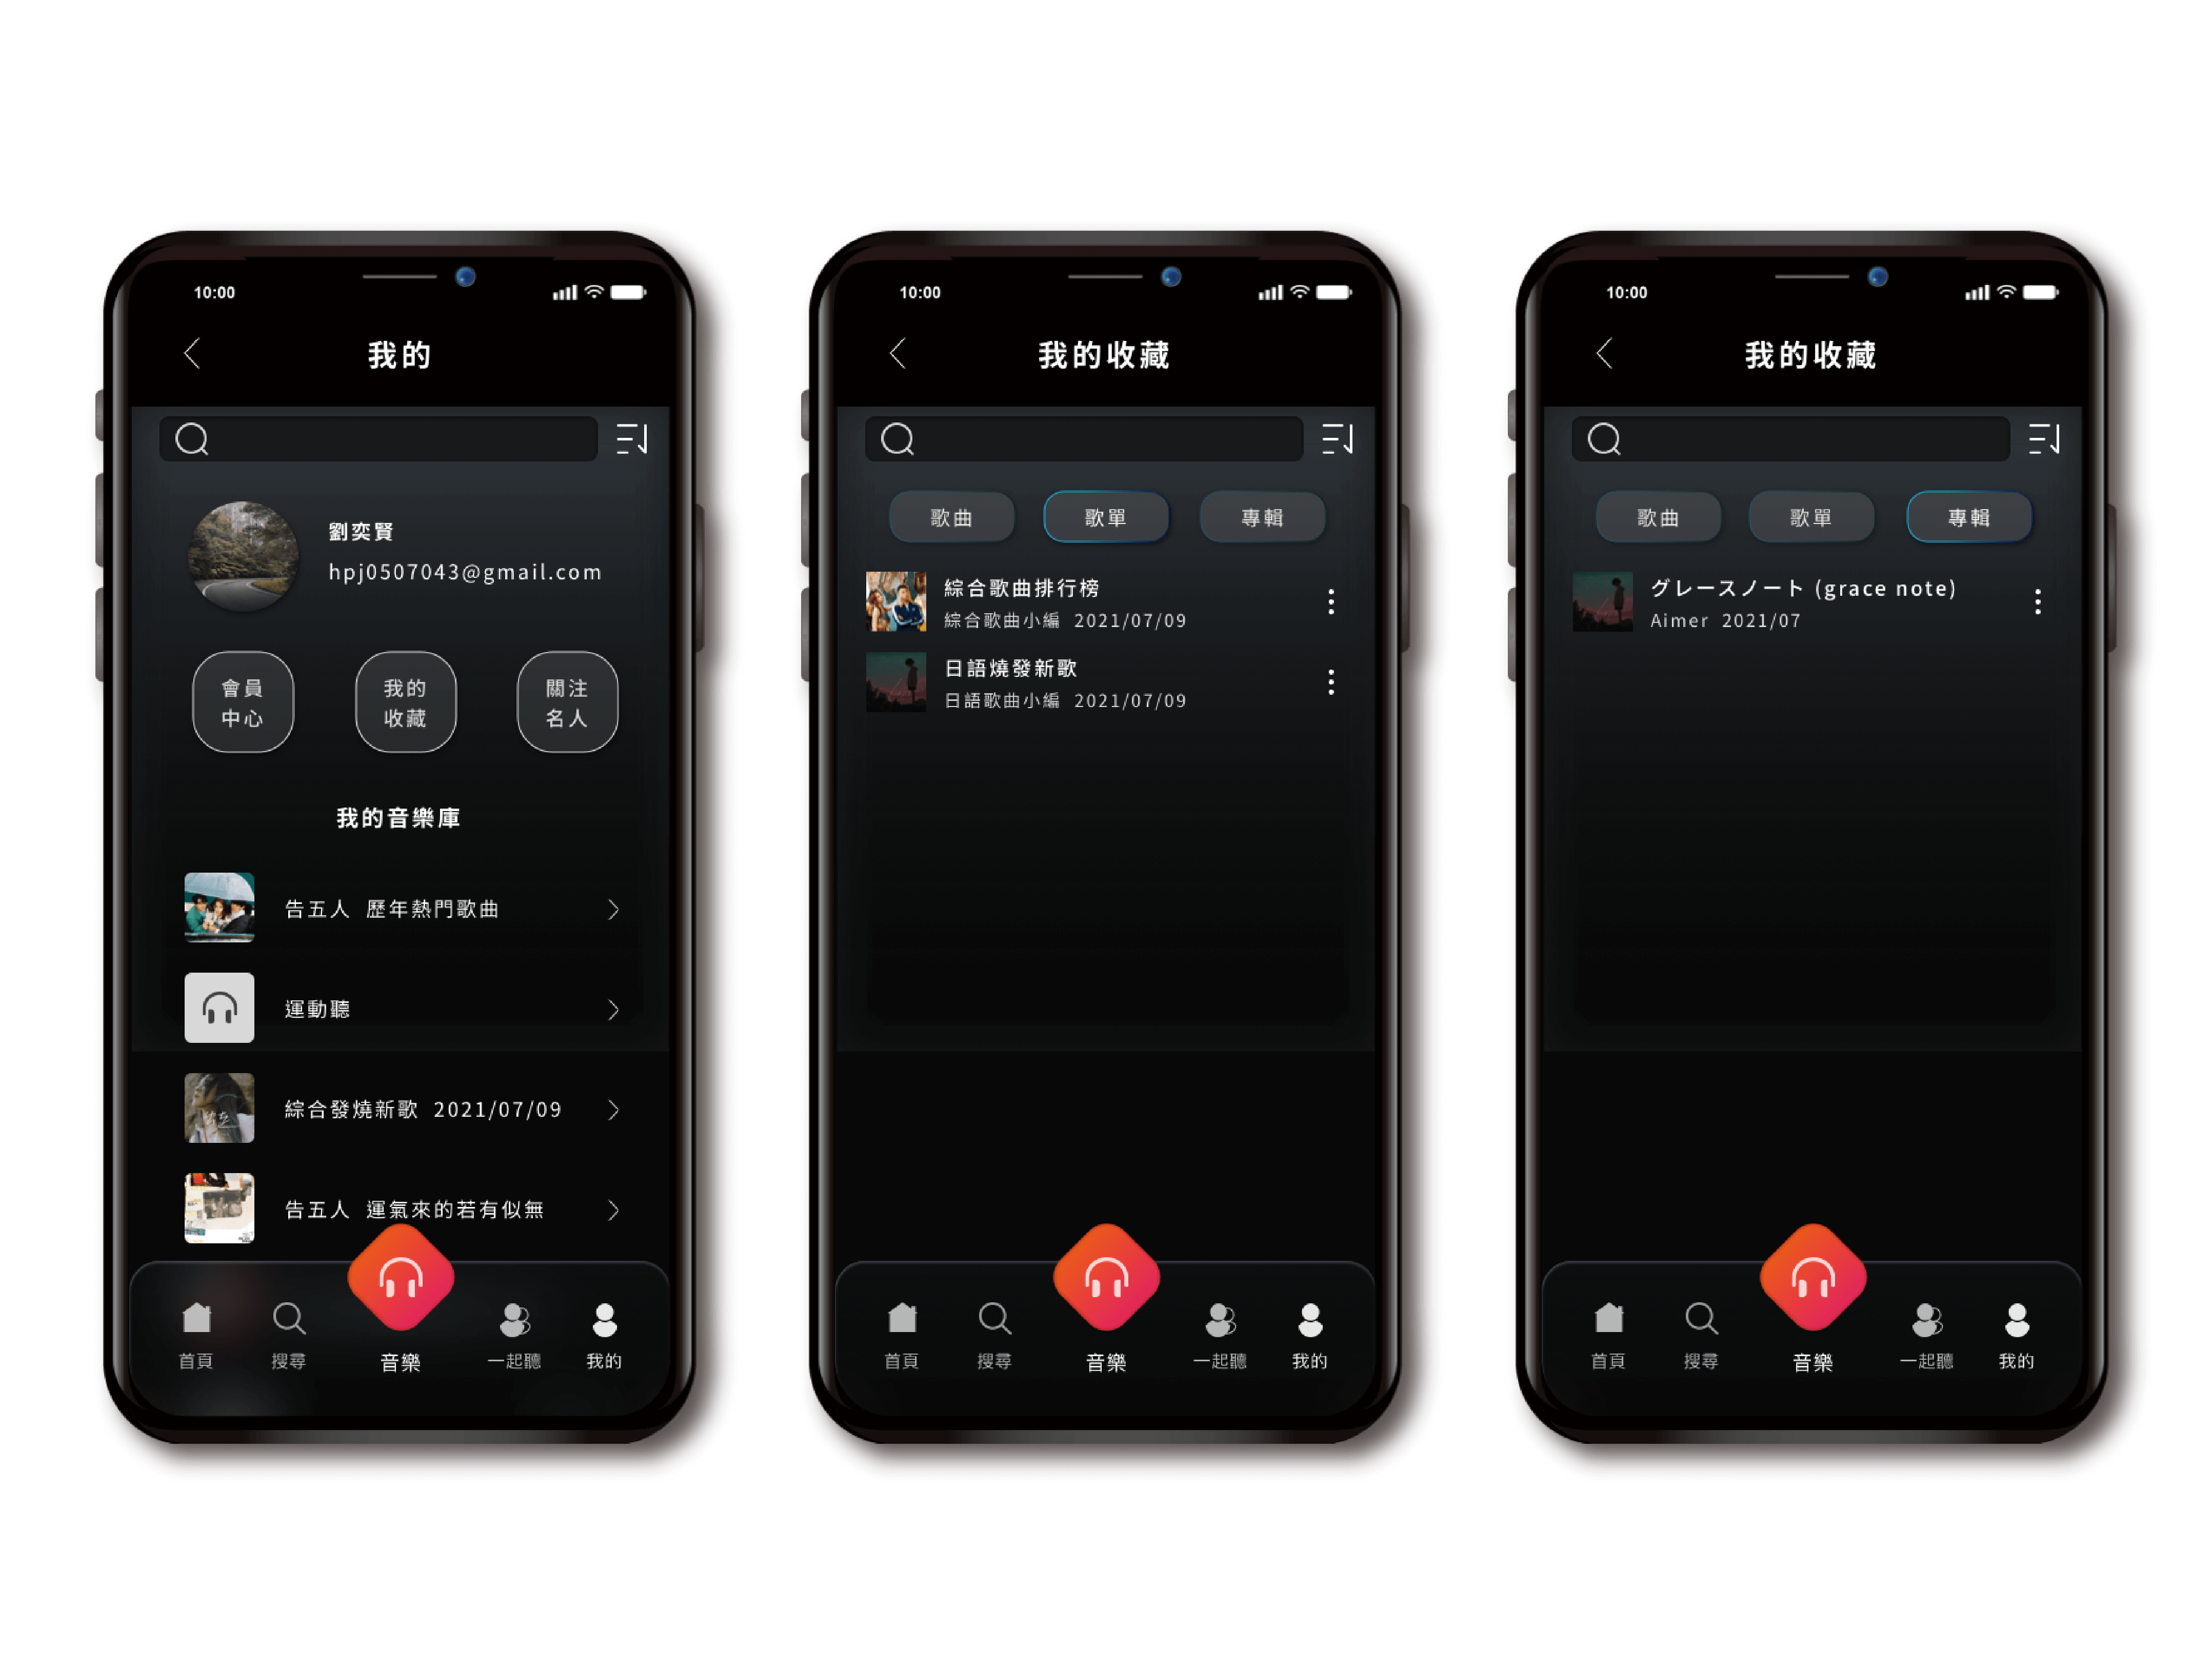 10:00
我的
劉奕賢
hpj0507043@gmail.com
會員
中心
我的
收藏
關注
名人
我的音樂庫
告五人 歷年熱門歌曲
運動聽
綜合發燒新歌 2021/07/09
告五人 運氣來的若有似無
首頁
搜尋
音樂
一起聽
我的
10:00
我的收藏
歌曲
歌單
專輯
綜合歌曲排行榜
綜合歌曲小編 2021/07/09
日語燒發新歌
日語歌曲小編 2021/07/09
首頁
搜尋
音樂
一起聽
我的
10:00
我的收藏
歌曲
歌單
專輯
グレースノート (grace note)
Aimer 2021/07
首頁
搜尋
音樂
一起聽
我的